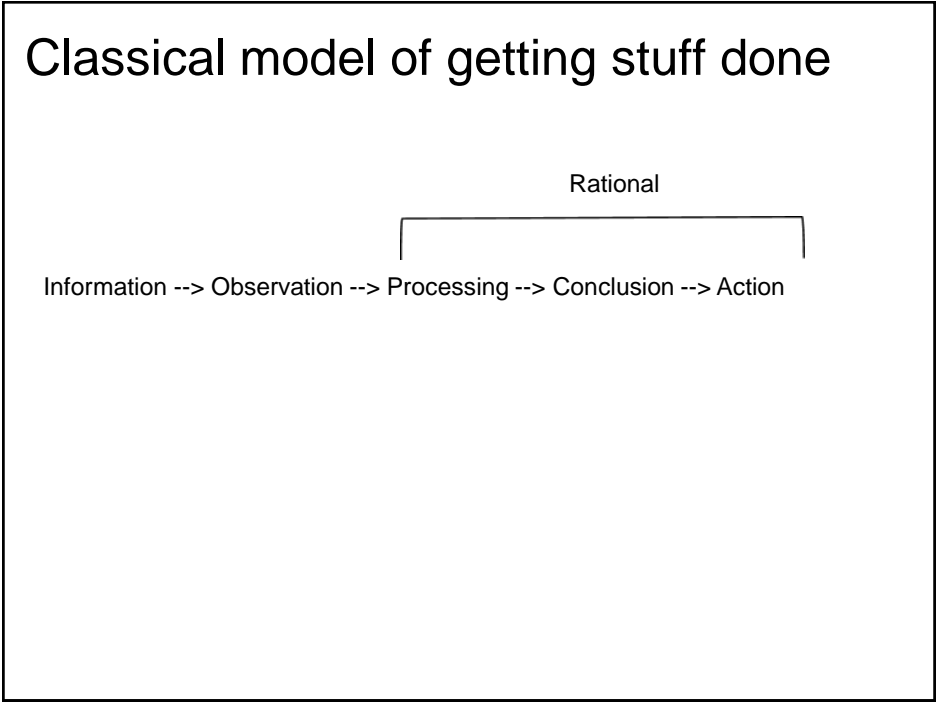 Classical model of getting stuff done
Rational
Information --> Observation --> Processing --> Conclusion --> Action